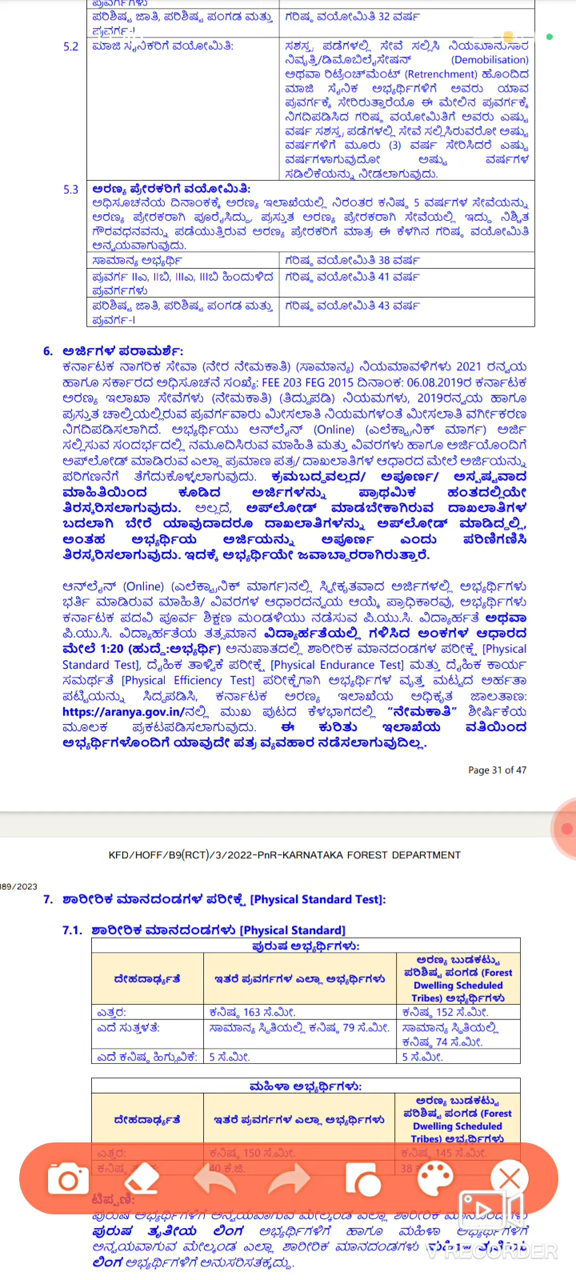 ಪರಿಶಿಷ್ಟ ಜಾತಿ, ಪರಿಶಿಷ್ಟ ಪಂಗಡ ಮತ್ತು ಪ್ರವರ್ಗ-I
ಗರಿಷ್ಠ ವಯೋಮಿತಿ 32 ವರ್ಷ
5.2 ಮಾಜಿ ಸೈನಿಕರಿಗೆ ವಯೋಮಿತಿ:
ಸಶಸ್ತ್ರ ಪಡೆಗಳಲ್ಲಿ ಸೇವೆ ಸಲ್ಲಿಸಿ ನಿಯಮಾನುಸಾರ
ನಿವೃತ್ತಿ/ಡಿಮೊಬಿಲೈಸೇಷನ್ (Demobilisation)
ಅಥವಾ ರಿಟ್ರೆಂಚ್‌ಮೆಂಟ್ (Retrenchment) ಹೊಂದಿದ
ಮಾಜಿ ಸೈನಿಕ ಅಭ್ಯರ್ಥಿಗಳಿಗೆ ಅವರು ಯಾವ
ಪ್ರವರ್ಗಕ್ಕೆ ಸೇರಿರುತ್ತಾರೆಯೋ ಈ ಮೇಲಿನ ಪ್ರವರ್ಗಕ್ಕೆ
ನಿಗದಿಪಡಿಸಿದ ಗರಿಷ್ಠ ವಯೋಮಿತಿಗೆ ಅವರು ಎಷ್ಟು
ವರ್ಷ ಸಶಸ್ತ್ರ ಪಡೆಗಳಲ್ಲಿ ಸೇವೆ ಸಲ್ಲಿಸಿರುವರೋ ಅಷ್ಟು
ವರ್ಷಗಳಿಗೆ ಮೂರು (3) ವರ್ಷ ಸೇರಿಸಿದರೆ ಎಷ್ಟು
ವರ್ಷಗಳಾಗುವುದೋ ಅಷ್ಟು ವರ್ಷಗಳ
ಸಡಿಲಿಕೆಯನ್ನು ನೀಡಲಾಗುವುದು.
5.3 ಅರಣ್ಯ ಪ್ರೇರಕರಿಗೆ ವಯೋಮಿತಿ:
ಅಧಿಸೂಚನೆಯ ದಿನಾಂಕಕ್ಕೆ ಅರಣ್ಯ ಇಲಾಖೆಯಲ್ಲಿ ನಿರಂತರ ಕನಿಷ್ಠ 5 ವರ್ಷಗಳ ಸೇವೆಯನ್ನು
ಅರಣ್ಯ ಪ್ರೇರಕರಾಗಿ ಪೂರೈಸಿದ್ದು, ಪ್ರಸ್ತುತ ಅರಣ್ಯ ಪ್ರೇರಕರಾಗಿ ಸೇವೆಯಲ್ಲಿ ಇದ್ದು ನಿಶ್ಚಿತ
ಗೌರವಧನವನ್ನು ಪಡೆಯುತ್ತಿರುವ ಅರಣ್ಯ ಪ್ರೇರಕರಿಗೆ ಮಾತ್ರ ಈ ಕೆಳಗಿನ ಗರಿಷ್ಠ ವಯೋಮಿತಿ
ಅನ್ವಯವಾಗುವುದು.
ಸಾಮಾನ್ಯ ಅಭ್ಯರ್ಥಿ
ಗರಿಷ್ಠ ವಯೋಮಿತಿ 38 ವರ್ಷ
ಪ್ರವರ್ಗ IIಎ, IIಬಿ, IIIಎ, IIIಬಿ ಹಿಂದುಳಿದ
ಪ್ರವರ್ಗಗಳು
ಗರಿಷ್ಠ ವಯೋಮಿತಿ 41 ವರ್ಷ
ಪರಿಶಿಷ್ಟ ಜಾತಿ, ಪರಿಶಿಷ್ಟ ಪಂಗಡ ಮತ್ತು
ಪ್ರವರ್ಗ-I
ಗರಿಷ್ಠ ವಯೋಮಿತಿ 43 ವರ್ಷ
6. ಅರ್ಜಿಗಳ ಪರಾಮರ್ಶೆ:
ಕರ್ನಾಟಕ ನಾಗರಿಕ ಸೇವಾ (ನೇರ ನೇಮಕಾತಿ) (ಸಾಮಾನ್ಯ) ನಿಯಮಾವಳಿಗಳು 2021 ರನ್ವಯ
ಹಾಗೂ ಸರ್ಕಾರದ ಅಧಿಸೂಚನೆ ಸಂಖ್ಯೆ: FEE 203 FEG 2015 ದಿನಾಂಕ: 06.08.2019ರ ಕರ್ನಾಟಕ
ಅರಣ್ಯ ಇಲಾಖಾ ಸೇವೆಗಳು (ನೇಮಕಾತಿ) (ತಿದ್ದುಪಡಿ) ನಿಯಮಗಳು, 2019ರನ್ವಯ ಹಾಗೂ
ಪ್ರಸ್ತುತ ಚಾಲ್ತಿಯಲ್ಲಿರುವ ಪ್ರವರ್ಗವಾರು ಮೀಸಲಾತಿ ನಿಯಮಗಳಂತೆ ಮೀಸಲಾತಿ ವರ್ಗೀಕರಣ
ನಿಗದಿಪಡಿಸಲಾಗಿದೆ. ಅಭ್ಯರ್ಥಿಯು ಆನ್‌ಲೈನ್ (Online) (ಎಲೆಕ್ಟ್ರಾನಿಕ್ ಮಾರ್ಗ) ಅರ್ಜಿ
ಸಲ್ಲಿಸುವ ಸಂದರ್ಭದಲ್ಲಿ ನಮೂದಿಸಿರುವ ಮಾಹಿತಿ ಮತ್ತು ವಿವರಗಳು ಹಾಗೂ ಅರ್ಜಿಯೊಂದಿಗೆ
ಅಪ್‌ಲೋಡ್ ಮಾಡಿರುವ ಎಲ್ಲಾ ಪ್ರಮಾಣ ಪತ್ರ/ ದಾಖಲಾತಿಗಳ ಆಧಾರದ ಮೇಲೆ ಅರ್ಜಿಯನ್ನು
ಪರಿಗಣನೆಗೆ ತೆಗೆದುಕೊಳ್ಳಲಾಗುವುದು. ಕ್ರಮಬದ್ಧವಲ್ಲದ/ ಅಪೂರ್ಣ/ ಅಸ್ಪಷ್ಟವಾದ
ಮಾಹಿತಿಯಿಂದ ಕೂಡಿದ ಅರ್ಜಿಗಳನ್ನು ಪ್ರಾಥಮಿಕ ಹಂತದಲ್ಲಿಯೇ
ತಿರಸ್ಕರಿಸಲಾಗುವುದು. ಅಲ್ಲದೆ, ಅಪ್‌ಲೋಡ್ ಮಾಡಬೇಕಾಗಿರುವ ದಾಖಲಾತಿಗಳ
ಬದಲಾಗಿ ಬೇರೆ ಯಾವುದಾದರೂ ದಾಖಲಾತಿಗಳನ್ನು ಅಪ್‌ಲೋಡ್ ಮಾಡಿದ್ದಲ್ಲಿ,
ಅಂತಹ ಅಭ್ಯರ್ಥಿಯ ಅರ್ಜಿಯನ್ನು ಅಪೂರ್ಣ ಎಂದು ಪರಿಣಿಗಣಿಸಿ
ತಿರಸ್ಕರಿಸಲಾಗುವುದು. ಇದಕ್ಕೆ ಅಭ್ಯರ್ಥಿಯೇ ಜವಾಬ್ದಾರರಾಗಿರುತ್ತಾರೆ.
ಆನ್‌ಲೈನ್ (Online) (ಎಲೆಕ್ಟ್ರಾನಿಕ್ ಮಾರ್ಗ)ನಲ್ಲಿ ಸ್ವೀಕೃತವಾದ ಅರ್ಜಿಗಳಲ್ಲಿ ಅಭ್ಯರ್ಥಿಗಳು
ಭರ್ತಿ ಮಾಡಿರುವ ಮಾಹಿತಿ/ ವಿವರಗಳ ಆಧಾರದನ್ವಯ ಆಯ್ಕೆ ಪ್ರಾಧಿಕಾರವು, ಅಭ್ಯರ್ಥಿಗಳು
ಕರ್ನಾಟಕ ಪದವಿ ಪೂರ್ವ ಶಿಕ್ಷಣ ಮಂಡಳಿಯು ನಡೆಸುವ ಪಿ.ಯು.ಸಿ. ವಿದ್ಯಾರ್ಹತೆ ಅಥವಾ
ಪಿ.ಯು.ಸಿ. ವಿದ್ಯಾರ್ಹತೆಯ ತತ್ಸಮಾನ ವಿದ್ಯಾರ್ಹತೆಯಲ್ಲಿ ಗಳಿಸಿದ ಅಂಕಗಳ ಆಧಾರದ
ಮೇಲೆ 1:20 (ಹುದ್ದೆ:ಅಭ್ಯರ್ಥಿ) ಅನುಪಾತದಲ್ಲಿ ಶಾರೀರಿಕ ಮಾನದಂಡಗಳ ಪರೀಕ್ಷೆ [Physical
Standard Test], ದೈಹಿಕ ತಾಳ್ವಿಕೆ ಪರೀಕ್ಷೆ [Physical Endurance Test] ಮತ್ತು ದೈಹಿಕ ಕಾರ್ಯ
ಸಮರ್ಥತೆ [Physical Efficiency Test] ಪರೀಕ್ಷೆಗಾಗಿ ಅಭ್ಯರ್ಥಿಗಳ ವೃತ್ತ ಮಟ್ಟದ ಅರ್ಹತಾ
ಪಟ್ಟಿಯನ್ನು ಸಿದ್ಧಪಡಿಸಿ, ಕರ್ನಾಟಕ ಅರಣ್ಯ ಇಲಾಖೆಯ ಅಧಿಕೃತ ಜಾಲತಾಣ:
https://aranya.gov.in/ನಲ್ಲಿ ಮುಖ ಪುಟದ ಕೆಳಭಾಗದಲ್ಲಿ "ನೇಮಕಾತಿ" ಶೀರ್ಷಿಕೆಯ
ಮೂಲಕ ಪ್ರಕಟಪಡಿಸಲಾಗುವುದು. ಈ ಕುರಿತು ಇಲಾಖೆಯ ವತಿಯಿಂದ
ಅಭ್ಯರ್ಥಿಗಳೊಂದಿಗೆ ಯಾವುದೇ ಪತ್ರ ವ್ಯವಹಾರ ನಡೆಸಲಾಗುವುದಿಲ್ಲ.
Page 31 of 47
KFD/HOFF/B9(RCT)/3/2022-PnR-KARNATAKA FOREST DEPARTMENT
189/2023
7. ಶಾರೀರಿಕ ಮಾನದಂಡಗಳ ಪರೀಕ್ಷೆ [Physical Standard Test]:
7.1. ಶಾರೀರಿಕ ಮಾನದಂಡಗಳು [Physical Standard]
ಪುರುಷ ಅಭ್ಯರ್ಥಿಗಳು:
ದೇಹದಾರ್ಢ್ಯತೆ
ಇತರೆ ಪ್ರವರ್ಗಗಳ ಎಲ್ಲಾ ಅಭ್ಯರ್ಥಿಗಳು
ಅರಣ್ಯ ಬುಡಕಟ್ಟು
ಪರಿಶಿಷ್ಟ ಪಂಗಡ (Forest
Dwelling Scheduled
Tribes) ಅಭ್ಯರ್ಥಿಗಳು
ಎತ್ತರ:
ಕನಿಷ್ಠ 163 ಸೆ.ಮೀ.
ಕನಿಷ್ಠ 152 ಸೆ.ಮೀ.
ಎದೆ ಸುತ್ತಳತೆ:
ಸಾಮಾನ್ಯ ಸ್ಥಿತಿಯಲ್ಲಿ ಕನಿಷ್ಠ 79 ಸೆ.ಮೀ.
ಸಾಮಾನ್ಯ ಸ್ಥಿತಿಯಲ್ಲಿ
ಕನಿಷ್ಠ 74 ಸೆ.ಮೀ.
ಎದೆ ಕನಿಷ್ಠ ಹಿಗ್ಗುವಿಕೆ:
5 ಸೆ.ಮೀ.
5 ಸೆ.ಮೀ.
ಮಹಿಳಾ ಅಭ್ಯರ್ಥಿಗಳು:
ದೇಹದಾರ್ಢ್ಯತೆ
ಇತರೆ ಪ್ರವರ್ಗಗಳ ಎಲ್ಲಾ ಅಭ್ಯರ್ಥಿಗಳು
ಅರಣ್ಯ ಬುಡಕಟ್ಟು
ಪರಿಶಿಷ್ಟ ಪಂಗಡ (Forest
Dwelling Scheduled
Tribes) ಅಭ್ಯರ್ಥಿಗಳು
ಎತ್ತರ:
ಕನಿಷ್ಠ 150 ಸೆ.ಮೀ.
ಕನಿಷ್ಠ 145 ಸೆ.ಮೀ.
ಕನಿಷ್ಠ
40 ಕೆ.ಜಿ.
38
ಟಿಪ್ಪಣಿ:
ಪುರುಷ ಅಭ್ಯರ್ಥಿಗಳಿಗೆ ಅನ್ವಯವಾಗುವ ಮೇಲ್ಕಂಡ ಎಲ್ಲಾ ಶಾರೀರಿಕ ಮಾನದಂಡಗಳು
ಪುರುಷ ತೃತೀಯ ಲಿಂಗ ಅಭ್ಯರ್ಥಿಗಳಿಗೆ ಹಾಗೂ ಮಹಿಳಾ ಅಭ್ಯರ್ಥಿಗಳಿಗೆ
ಅನ್ವಯವಾಗುವ ಮೇಲ್ಕಂಡ ಎಲ್ಲಾ ಶಾರೀರಿಕ ಮಾನದಂಡಗಳು
ಲಿಂಗ ಅಭ್ಯರ್ಥಿಗಳಿಗೆ ಅನುಸರಿಸತಕ್ಕದ್ದು.
V RECORDER